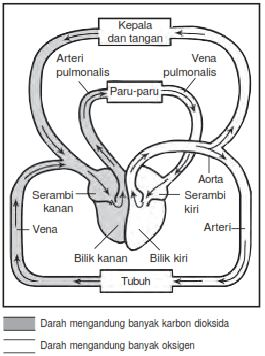 Kepala
dan tangan
Arteri
pulmonalis
Vena
pulmonalis
Paru-paru
Aorta
Serambi
kanan
Serambi
kiri
Vena
Arteri
Bilik kanan
Bilik kiri
Tubuh
Darah mengandung banyak karbon dioksida
Darah mengandung banyak oksigen